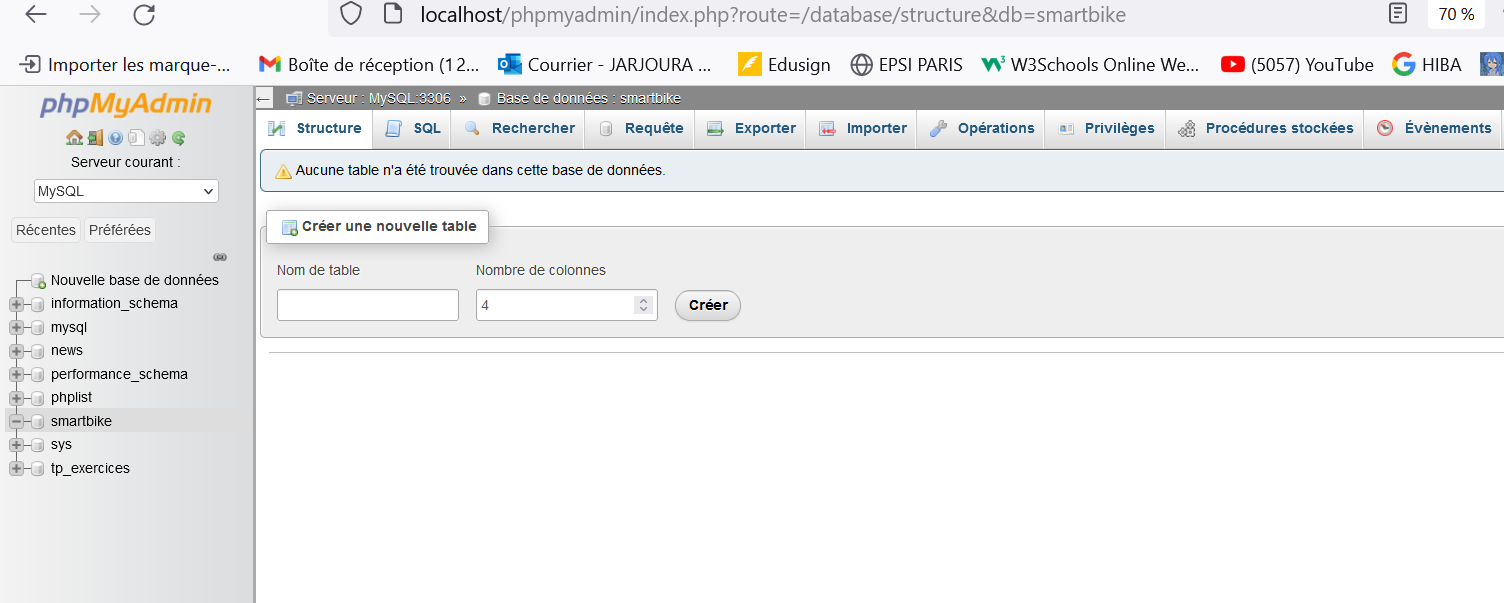 localhost/phpmyadmin/index.php?route=/database/structure&db=smartbike
70 %
Importer les marque-...
Boîte de réception (1 2...
Courrier - JARJOURA ...
Edusign
EPSI PARIS
W3Schools Online We...
(5057) YouTube
HIBA
phpMyAdmin
Serveur : MySQL:3306 » Base de données : smartbike
Structure
SQL
Rechercher
Requête
Exporter
Importer
Opérations
Privilèges
Procédures stockées
Évènements
Serveur courant :
MySQL
Récentes
Préférées
Nouvelle base de données
information_schema
mysql
news
performance_schema
phplist
smartbike
sys
tp_exercices
Aucune table n'a été trouvée dans cette base de données.
Créer une nouvelle table
Nom de table
Nombre de colonnes
4
Créer